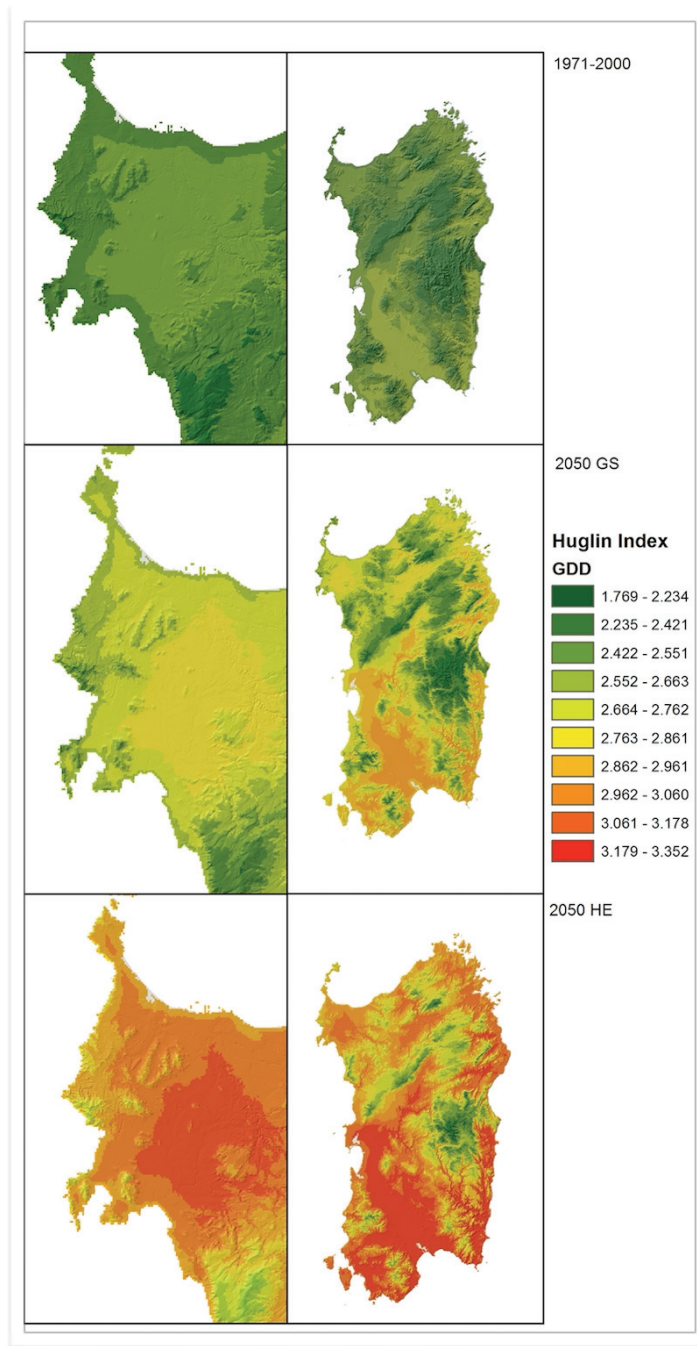 1971-2000
2050 GS
Huglin Index
GDD
1.769 - 2.234
2.235 - 2.421
2.422 - 2.551
2.552 - 2.663
2.664 - 2.762
2.763 - 2.861
2.862 - 2.961
2.962 - 3.060
3.061 - 3.178
3.179 - 3.352
2050 HE